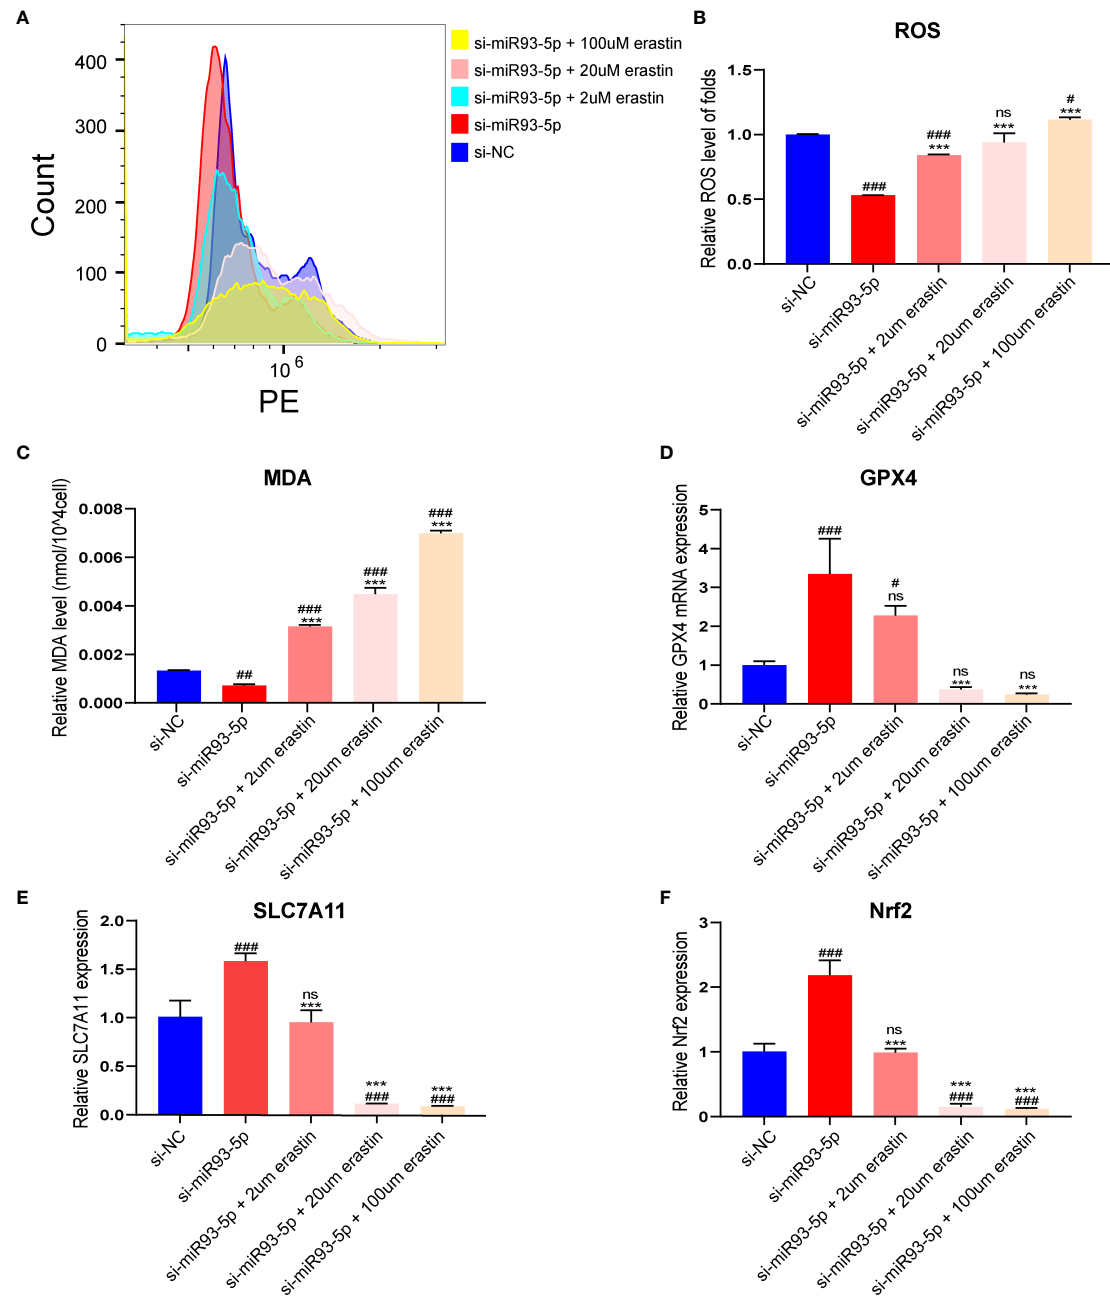 A
400
300
200
100
0
Count
10 6
PE
si-miR93-5p + 100uM erastin
si-miR93-5p + 20uM erastin
si-miR93-5p + 2uM erastin
si-miR93-5p
si-NC
B
ROS
Relative ROS level of folds
1.5
1.0
0.5
0.0
###
###
***
ns
***
#
***
si-NC
si-miR93-5p
si-miR93-5p + 2um erastin
si-miR93-5p + 20um erastin
si-miR93-5p + 100um erastin
C
MDA
Relative MDA level (nmol/10^4cell)
0.008
0.006
0.004
0.002
0.000
##
###
***
###
***
###
***
si-NC
si-miR93-5p
si-miR93-5p + 2um erastin
si-miR93-5p + 20um erastin
si-miR93-5p + 100um erastin
D
GPX4
Relative GPX4 mRNA expression
5
4
3
2
1
0
###
#
ns
ns
***
ns
***
si-NC
si-miR93-5p
si-miR93-5p + 2um erastin
si-miR93-5p + 20um erastin
si-miR93-5p + 100um erastin
E
SLC7A11
Relative SLC7A11 expression
2.0
1.5
1.0
0.5
0.0
###
ns
***
***
###
***
###
si-NC
si-miR93-5p
si-miR93-5p + 2um erastin
si-miR93-5p + 20um erastin
si-miR93-5p + 100um erastin
F
Nrf2
Relative Nrf2 expression
3
2
1
0
###
ns
***
***
###
***
###
si-NC
si-miR93-5p
si-miR93-5p + 2um erastin
si-miR93-5p + 20um erastin
si-miR93-5p + 100um erastin